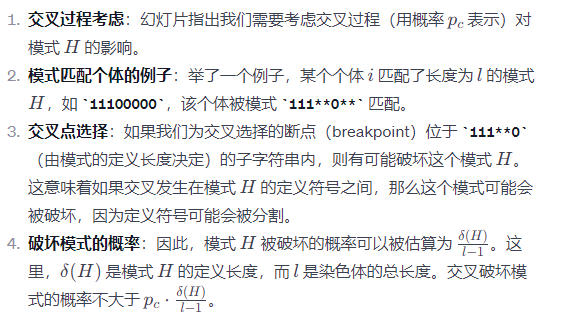 1. 交叉过程考虑：幻灯片指出我们需要考虑交叉过程（用概率 p_c 表示）对
模式 H 的影响。
2. 模式匹配个体的例子：举了一个例子，某个个体 i 匹配了长度为 l 的模式
H，如 `11100000`，该个体被模式 `111**0**` 匹配。
3. 交叉点选择：如果我们为交叉选择的断点（breakpoint）位于 `111**0`
（由模式的定义长度决定）的子字符串内，则有可能破坏这个模式 H。
这意味着如果交叉发生在模式 H 的定义符号之间，那么这个模式可能会
被破坏，因为定义符号可能会被分割。
4. 破坏模式的概率：因此，模式 H 被破坏的概率可以被估算为 δ(H)/(l−1)。这
里，δ(H) 是模式 H 的定义长度，而 l 是染色体的总长度。交叉破坏模
式的概率不大于 p_c · δ(H)/(l−1)。